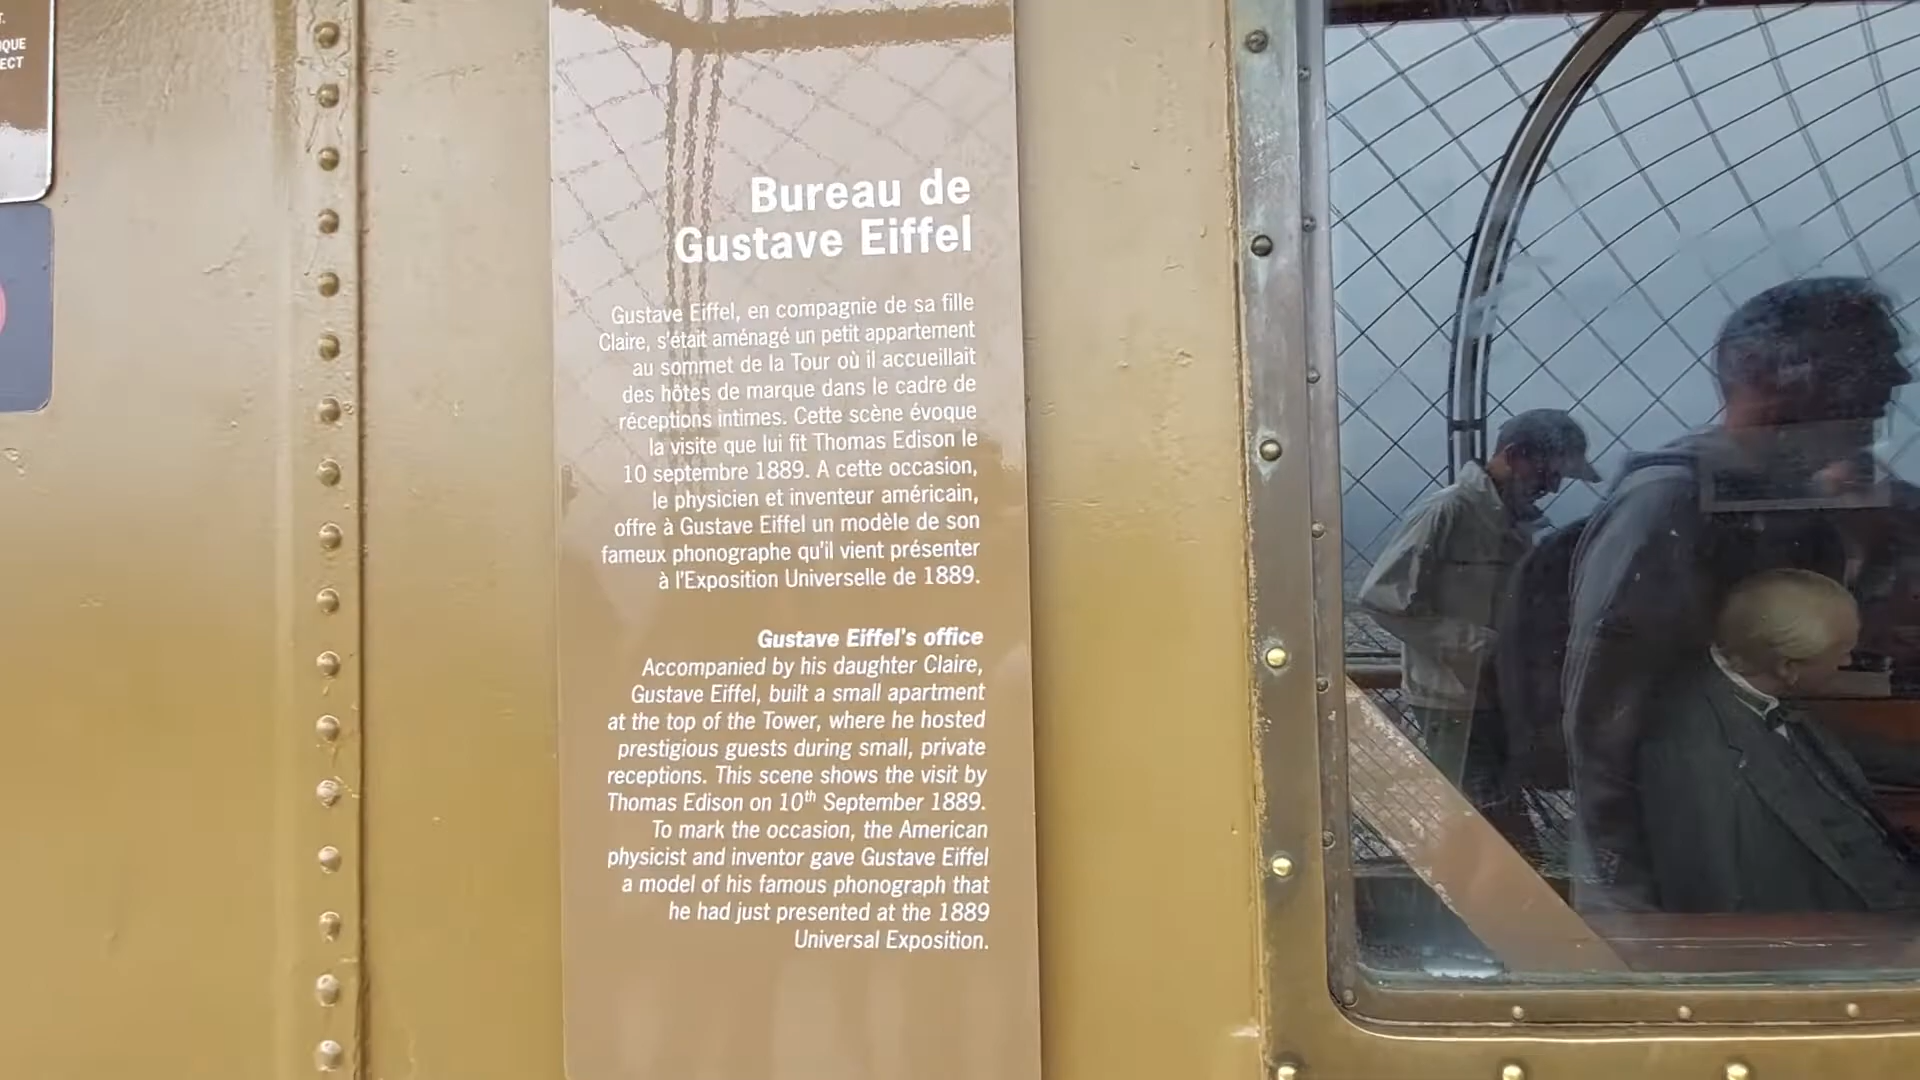 T.
IQUE
ECT
Bureau de
Gustave Eiffel
Gustave Eiffel, en compagnie de sa fille
Claire, s'était aménagé un petit appartement
au sommet de la Tour où il accueillait
des hôtes de marque dans le cadre de
réceptions intimes. Cette scène évoque
la visite que lui fit Thomas Edison le
10 septembre 1889. A cette occasion,
le physicien et inventeur américain,
offre à Gustave Eiffel un modèle de son
fameux phonographe qu'il vient présenter
à l'Exposition Universelle de 1889.
Gustave Eiffel's office
Accompanied by his daughter Claire,
Gustave Eiffel, built a small apartment
at the top of the Tower, where he hosted
prestigious guests during small, private
receptions. This scene shows the visit by
Thomas Edison on 10th September 1889.
To mark the occasion, the American
physicist and inventor gave Gustave Eiffel
a model of his famous phonograph that
he had just presented at the 1889
Universal Exposition.